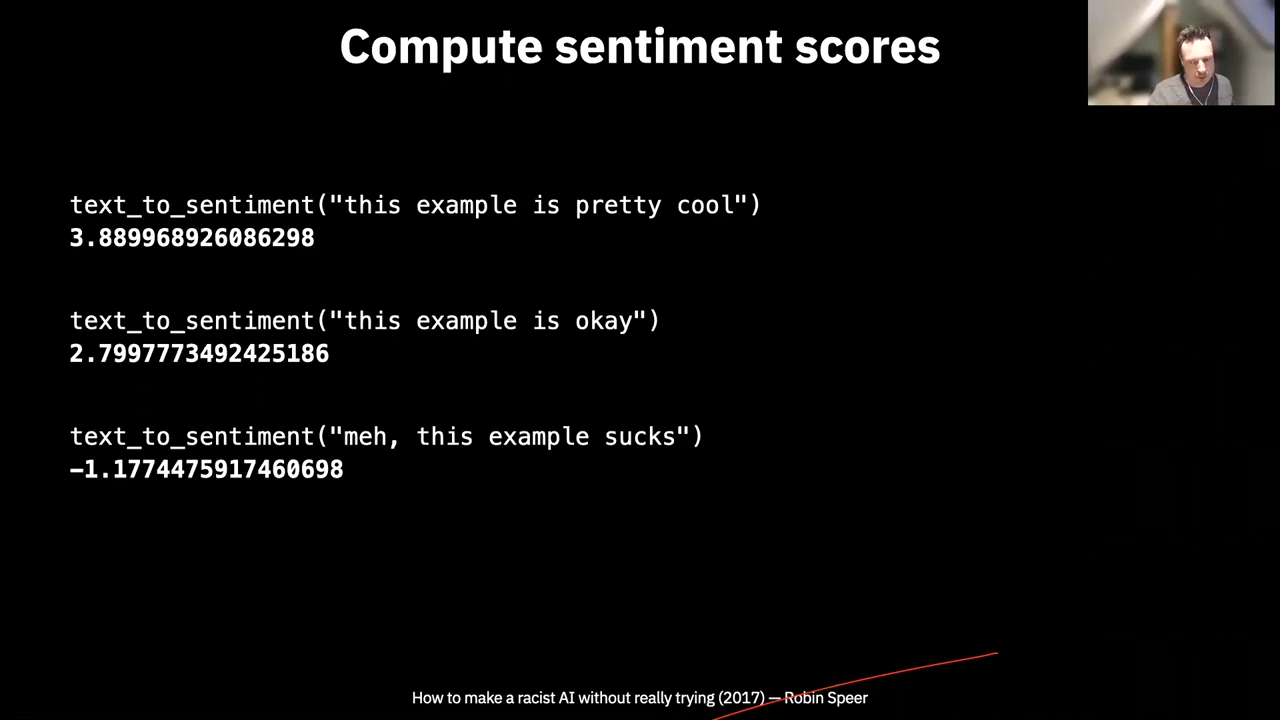 Compute sentiment scores
text_to_sentiment("this example is pretty cool")
3.889968926086298
text_to_sentiment("this example is okay")
2.7997773492425186
text_to_sentiment("meh, this example sucks")
-1.1774475917460698
How to make a racist AI without really trying (2017) — Robin Speer